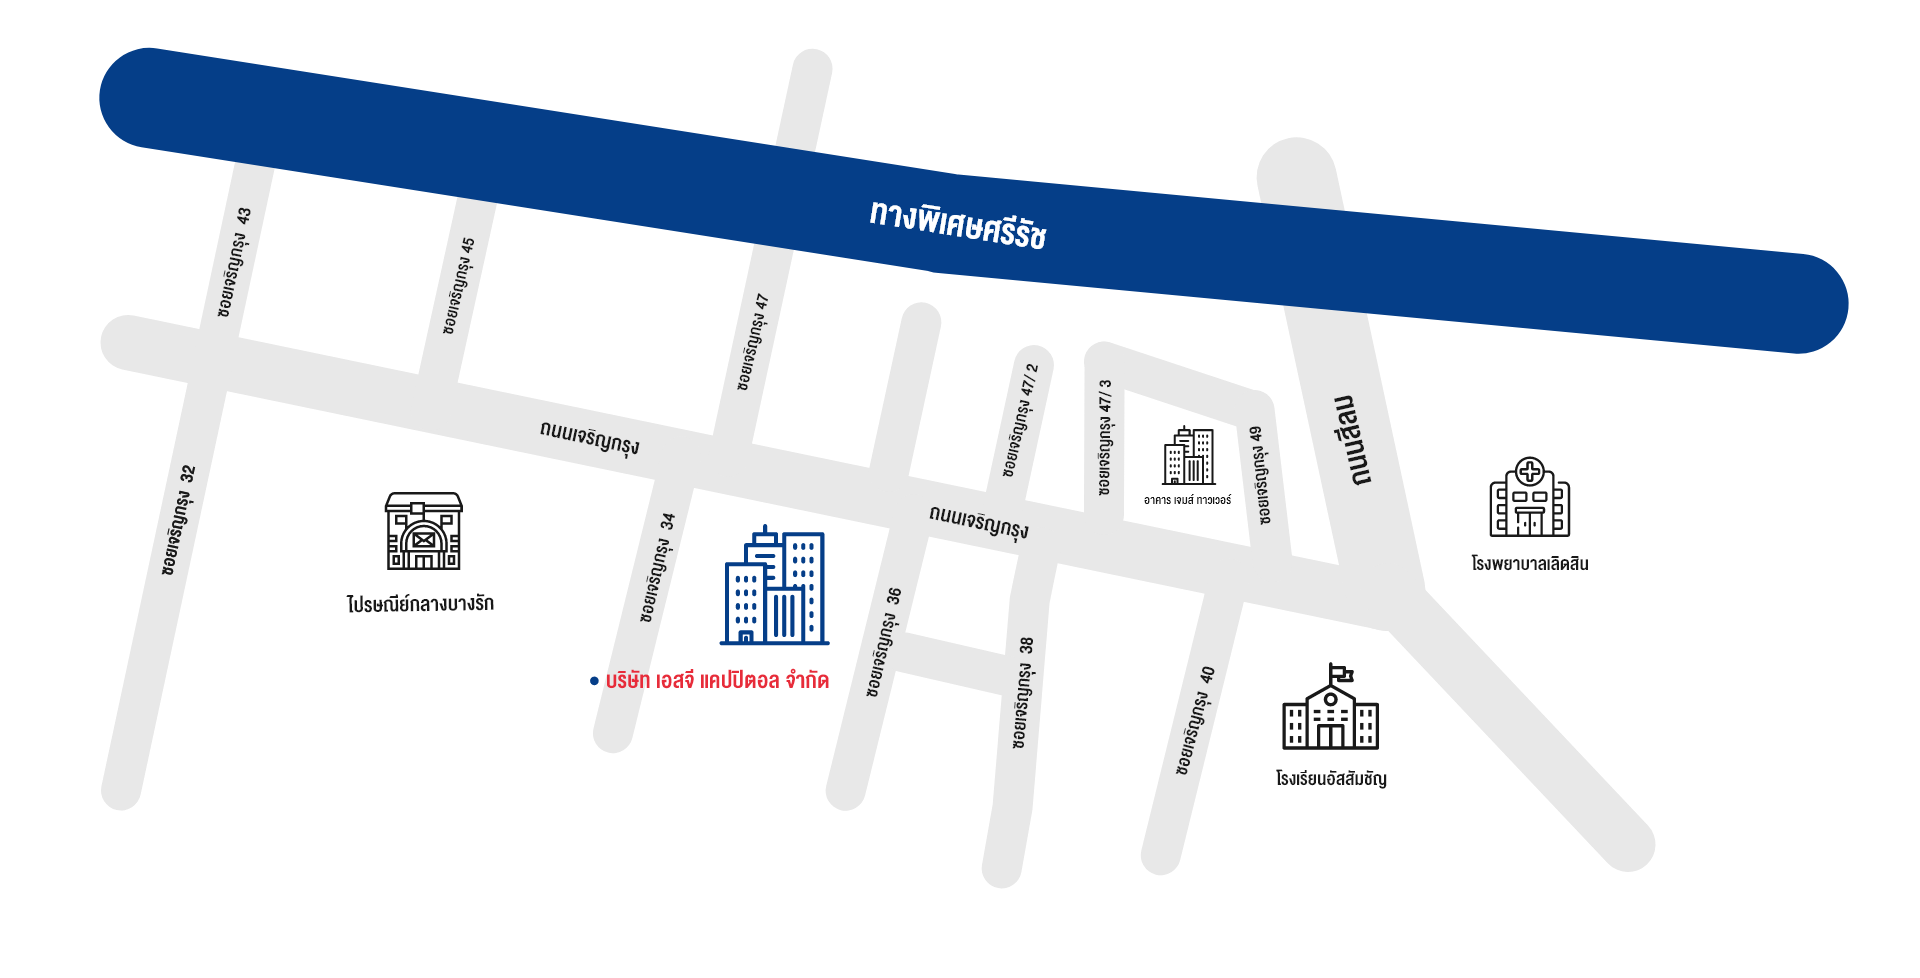 ทางพิเศษศรีรัช
ซอยเจริญกรุง 43
ซอยเจริญกรุง 45
ซอยเจริญกรุง 47
ซอยเจริญกรุง 47/ 2
ซอยเจริญกรุง 47/ 3
ซอยเจริญกรุง 49
ถนนสีลม
ถนนเจริญกรุง
ถนนเจริญกรุง
อาคาร เจมส์ ทาวเวอร์
โรงพยาบาลเลิดสิน
ซอยเจริญกรุง 32
ไปรษณีย์กลางบางรัก
ซอยเจริญกรุง 34
• บริษัท เอสจี แคปปิตอล จำกัด
ซอยเจริญกรุง 36
ซอยเจริญกรุง 38
ซอยเจริญกรุง 40
โรงเรียนอัสสัมชัญ